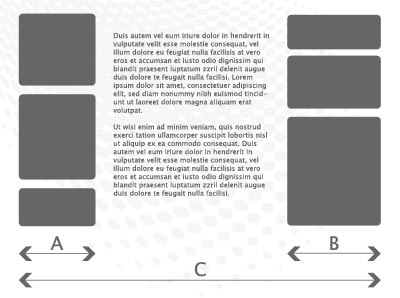 Duis autem vel eum iriure dolor in hendrerit in
vulputate velit esse molestie consequat, vel
illum dolore eu feugiat nulla facilisis at vero
eros et accumsan et iusto odio dignissim qui
blandit praesent luptatum zzril delenit augue
duis dolore te feugait nulla facilisi. Lorem
ipsum dolor sit amet, consectetuer adipiscing
elit, sed diam nonummy nibh euismod tincid-
unt ut laoreet dolore magna aliquam erat
volutpat.
Ut wisi enim ad minim veniam, quis nostrud
exerci tation ullamcorper suscipit lobortis nisl
ut aliquip ex ea commodo consequat. Duis
autem vel eum iriure dolor in hendrerit in
vulputate velit esse molestie consequat, vel
illum dolore eu feugiat nulla facilisis at vero
eros et accumsan et iusto odio dignissim qui
blandit praesent luptatum zzril delenit augue
duis dolore te feugait nulla facilisi.
A
B
C